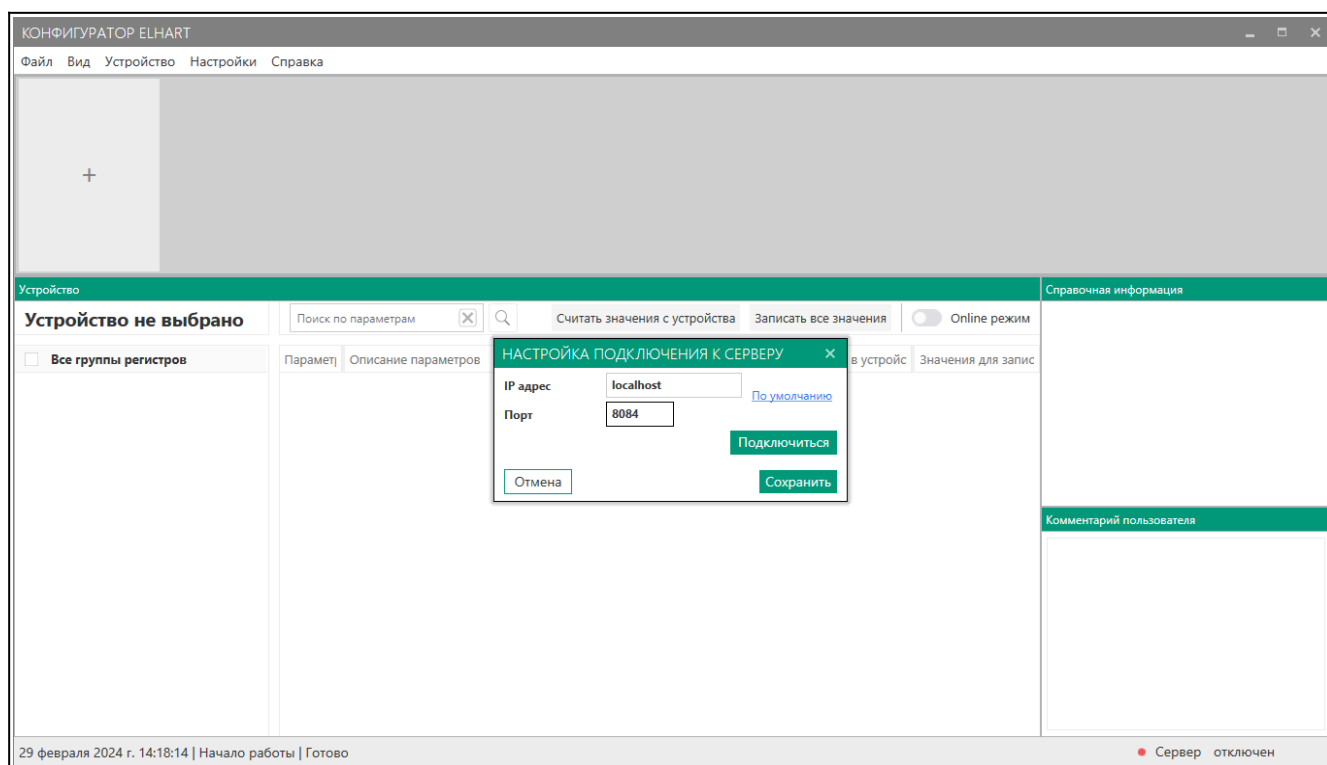 КОНФИГУРАТОР ELHART
Файл Вид Устройство Настройки Справка
+
Устройство
Справочная информация
Устройство не выбрано
Поиск по параметрам
Считать значения с устройства
Записать все значения
Online режим
Все группы регистров
Парамет
Описание параметров
в устройс
Значения для запис
НАСТРОЙКА ПОДКЛЮЧЕНИЯ К СЕРВЕРУ
IP адрес localhost
По умолчанию
Порт 8084
Подключиться
Отмена
Сохранить
Комментарий пользователя
29 февраля 2024 г. 14:18:14 | Начало работы | Готово
Сервер отключен